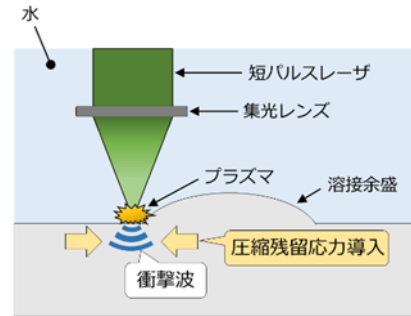 水
短パルスレーザ
集光レンズ
プラズマ
溶接余盛
圧縮残留応力導入
衝撃波